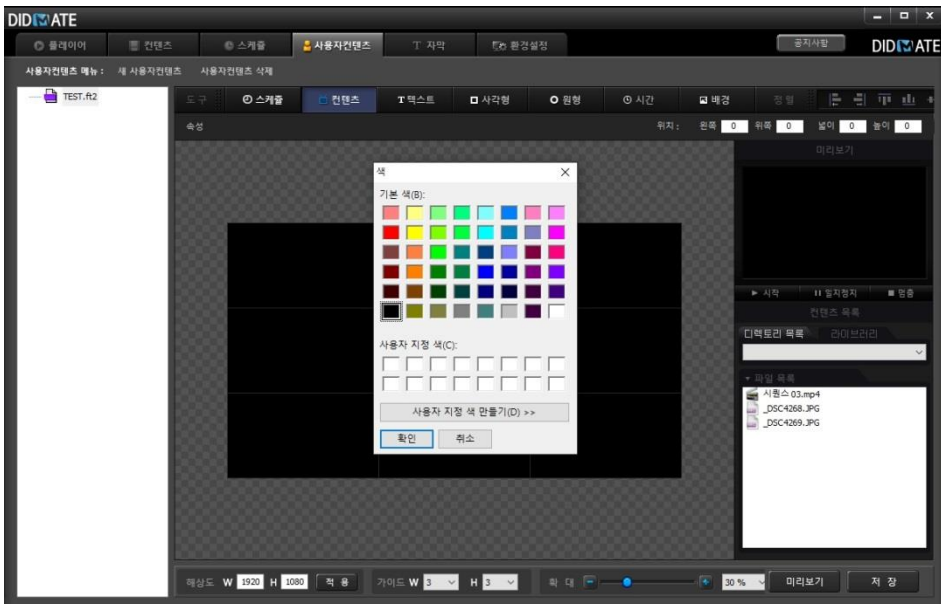 DIDMATE
플레이어 컨텐츠 스케쥴 사용자컨텐츠 T 자막 환경설정 공지사항 DIDMATE
사용자컨텐츠 메뉴 : 새 사용자컨텐츠 사용자컨텐츠 삭제
TEST.ft2
도구 스케쥴 컨텐츠 T 텍스트 사각형 원형 시간 배경 정렬
속성 위치 : 왼쪽 0 위쪽 0 넓이 0 높이 0
미리보기
색
기본 색(B):
사용자 지정 색(C):
사용자 지정 색 만들기(D) >>
확인 취소
시작 일지정지 멈춤
컨텐츠 목록
디렉토리 목록 라이브러리
파일 목록
시퀀스 03.mp4
_DSC4268.JPG
_DSC4269.JPG
해상도 W 1920 H 1080 적 용 가이드 W 3 H 3 확 대 30 % 미리보기 저 장